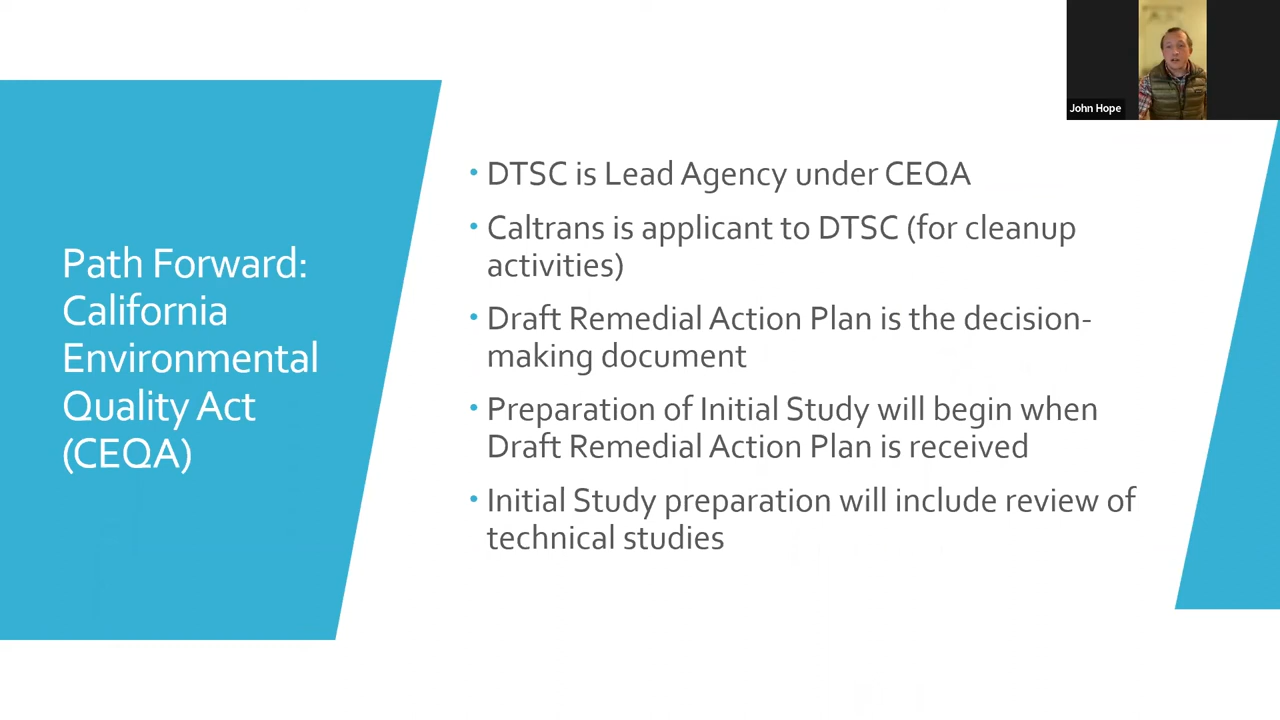 Path Forward:
California
Environmental
Quality Act
(CEQA)
• DTSC is Lead Agency under CEQA
• Caltrans is applicant to DTSC (for cleanup
activities)
• Draft Remedial Action Plan is the decision-
making document
• Preparation of Initial Study will begin when
Draft Remedial Action Plan is received
• Initial Study preparation will include review of
technical studies
John Hope